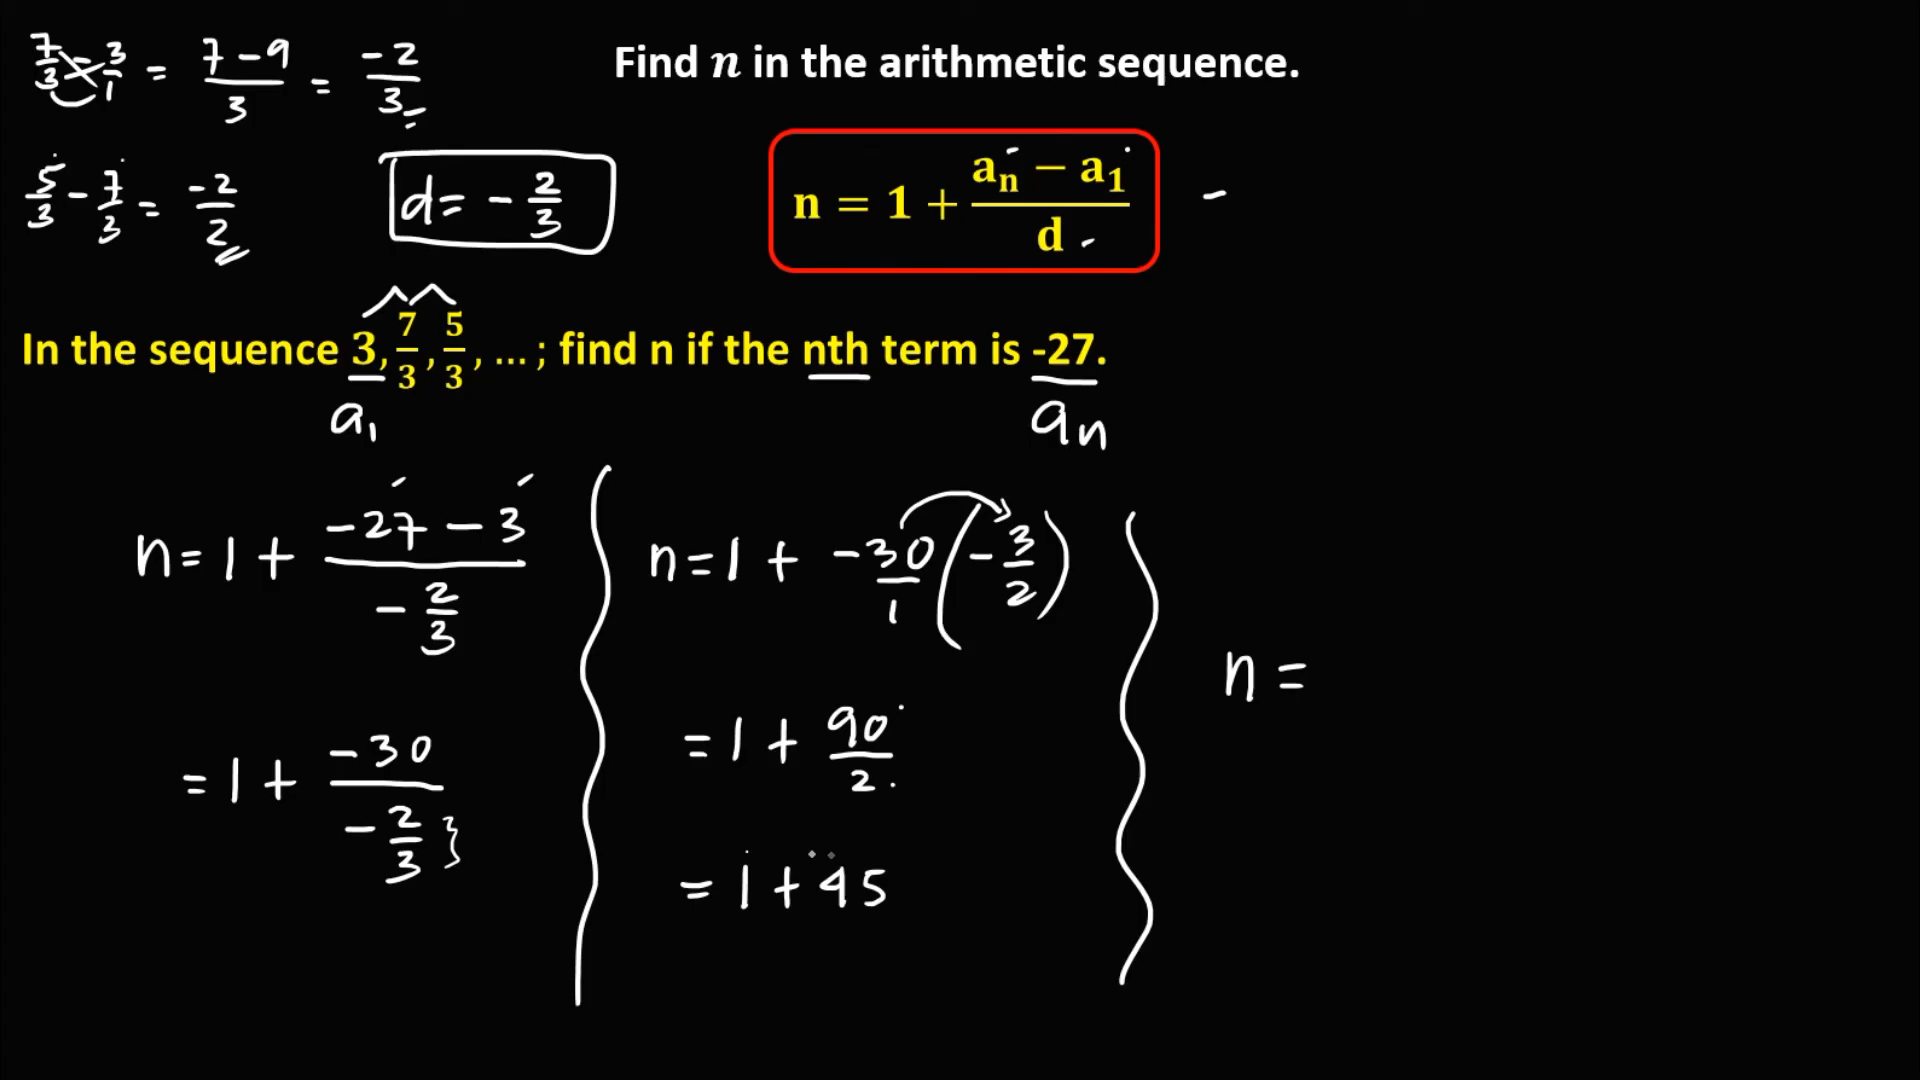 7/3 - 3/1 = 7-9/3 = -2/3
Find n in the arithmetic sequence.
5/3 - 7/3 = -2/2
d = - 2/3
n = 1 + aₙ − a₁/d
-
In the sequence 3, 7/3, 5/3, ... ; find n if the nth term is -27.
a₁
aₙ
n = 1 + -27 - 3/- 2/3
= 1 + -30/- 2/3 }
n = 1 + -30/1 (- 3/2)
= 1 + 90/2
= 1 + 45
n =